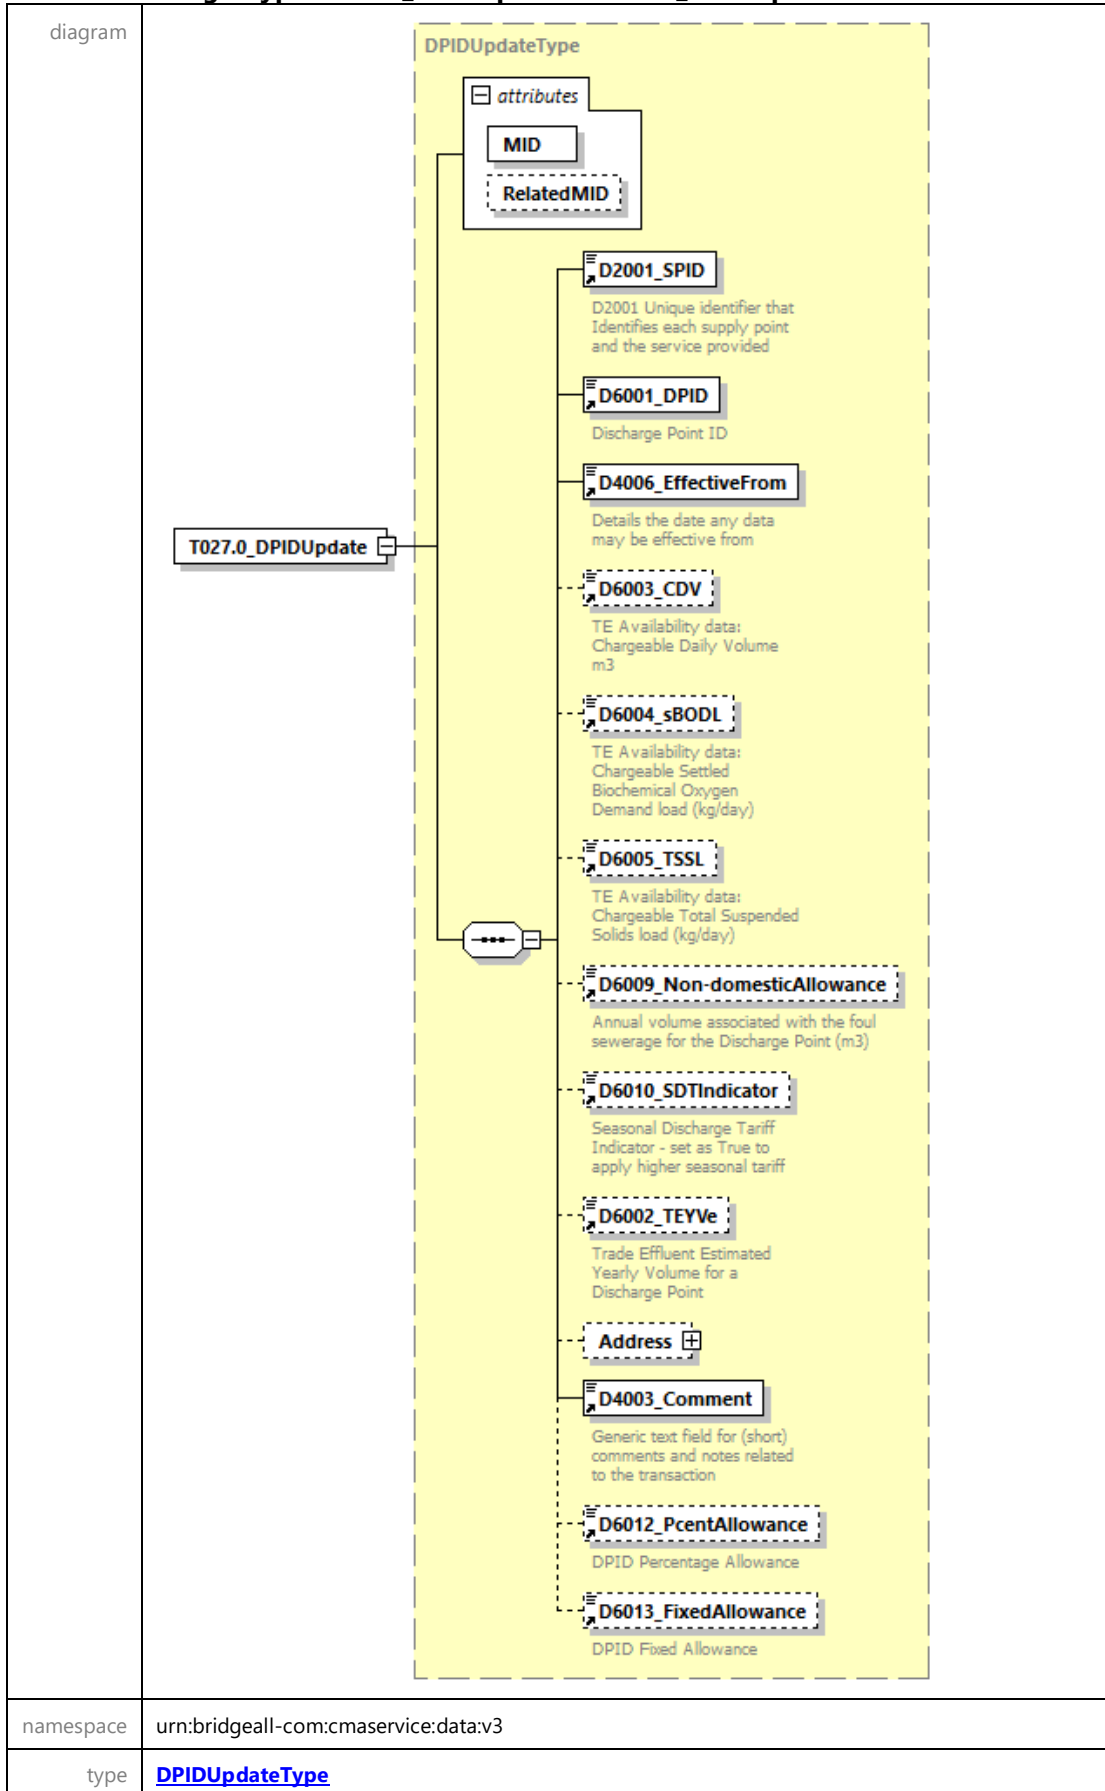 diagram
DPIDUpdateType
attributes
MID
RelatedMID
D2001_SPID
D2001 Unique identifier that
Identifies each supply point
and the service provided
D6001_DPID
Discharge Point ID
D4006_EffectiveFrom
Details the date any data
may be effective from
T027.0_DPIDUpdate
D6003_CDV
TE Availability data:
Chargeable Daily Volume
m3
D6004_sBODL
TE Availability data:
Chargeable Settled
Biochemical Oxygen
Demand load (kg/day)
D6005_TSSL
TE Availability data:
Chargeable Total Suspended
Solids load (kg/day)
D6009_Non-domesticAllowance
Annual volume associated with the foul
sewerage for the Discharge Point (m3)
D6010_SDTIndicator
Seasonal Discharge Tariff
Indicator - set as True to
apply higher seasonal tariff
D6002_TEYVe
Trade Effluent Estimated
Yearly Volume for a
Discharge Point
Address
D4003_Comment
Generic text field for (short)
comments and notes related
to the transaction
D6012_PcentAllowance
DPID Percentage Allowance
D6013_FixedAllowance
DPID Fixed Allowance
namespace urn:bridgeall-com:cmaservice:data:v3
type DPIDUpdateType